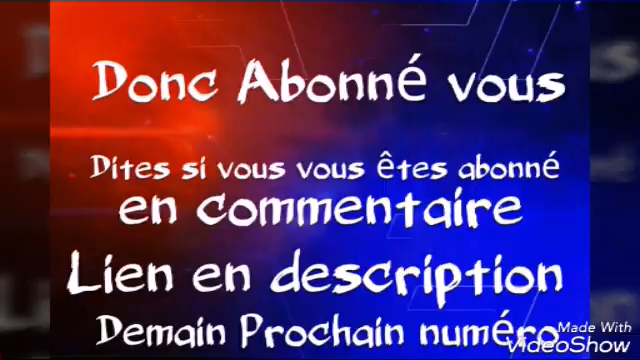 Donc Abonné vous
Dites si vous vous êtes abonné
en commentaire
Lien en description
Demain Prochain numéro
Made With
VideoShow